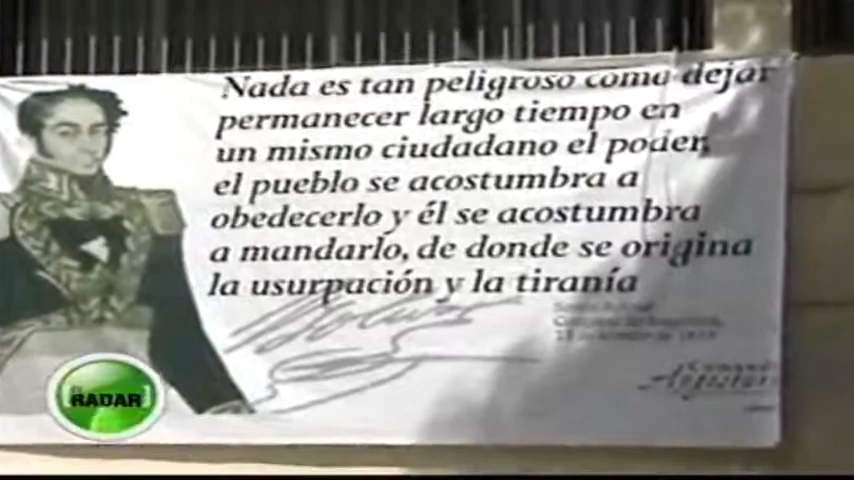 Nada es tan peligroso como dejar
permanecer largo tiempo en
un mismo ciudadano el poder,
el pueblo se acostumbra a
obedecerlo y él se acostumbra
a mandarlo, de donde se origina
la usurpación y la tiranía
Bolívar
RADAR